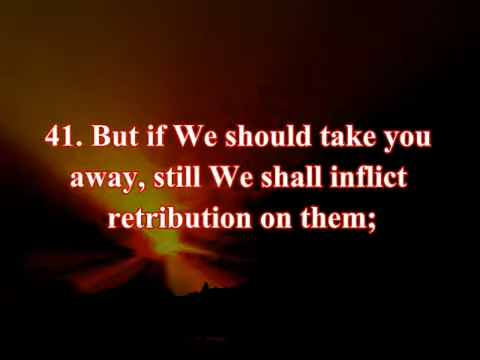 41. But if We should take you
away, still We shall inflict
retribution on them;